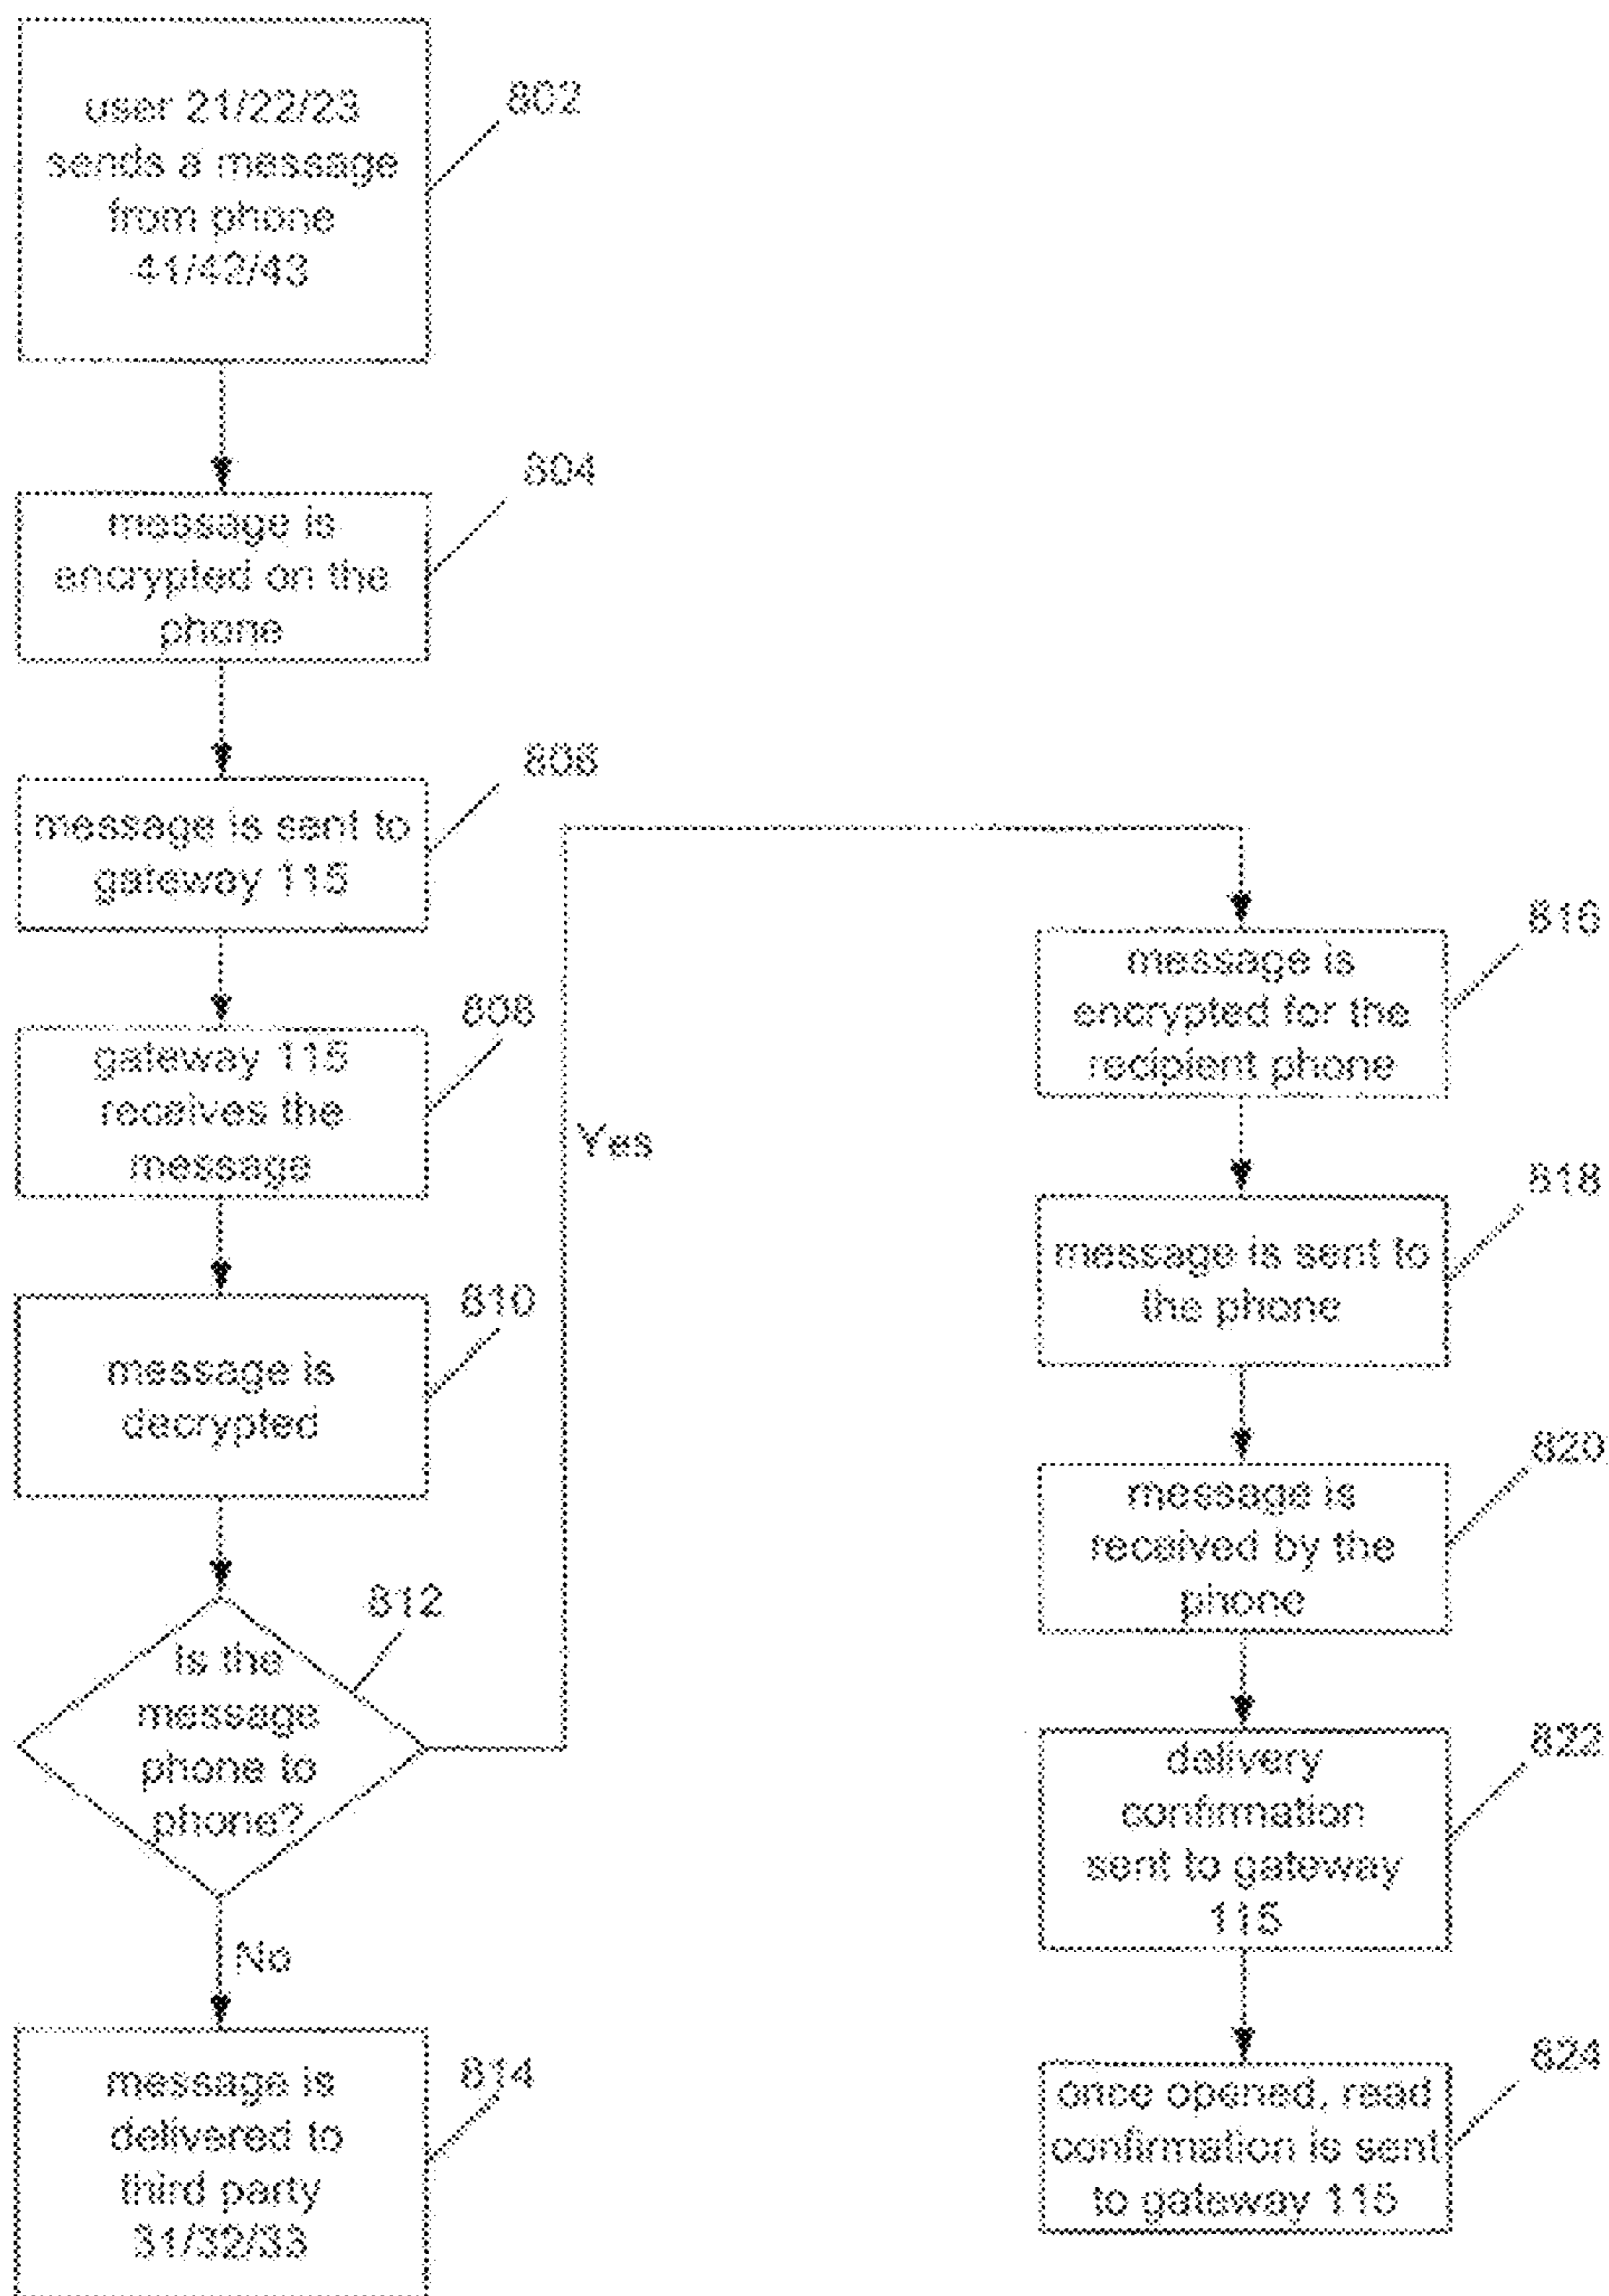 user 21/22/23
sends a message
from phone
41/42/43
802
message is
encrypted on the
phone
804
message is sent to
gateway 115
806
gateway 115
receives the
message
808
message is
decrypted
810
Is the
message
phone to
phone?
812
Yes
No
message is
delivered to
third party
31/32/33
814
message is
encrypted for the
recipient phone
816
message is sent to
the phone
818
message is
received by the
phone
820
delivery
confirmation
sent to gateway
115
822
once opened, read
confirmation is sent
to gateway 115
824